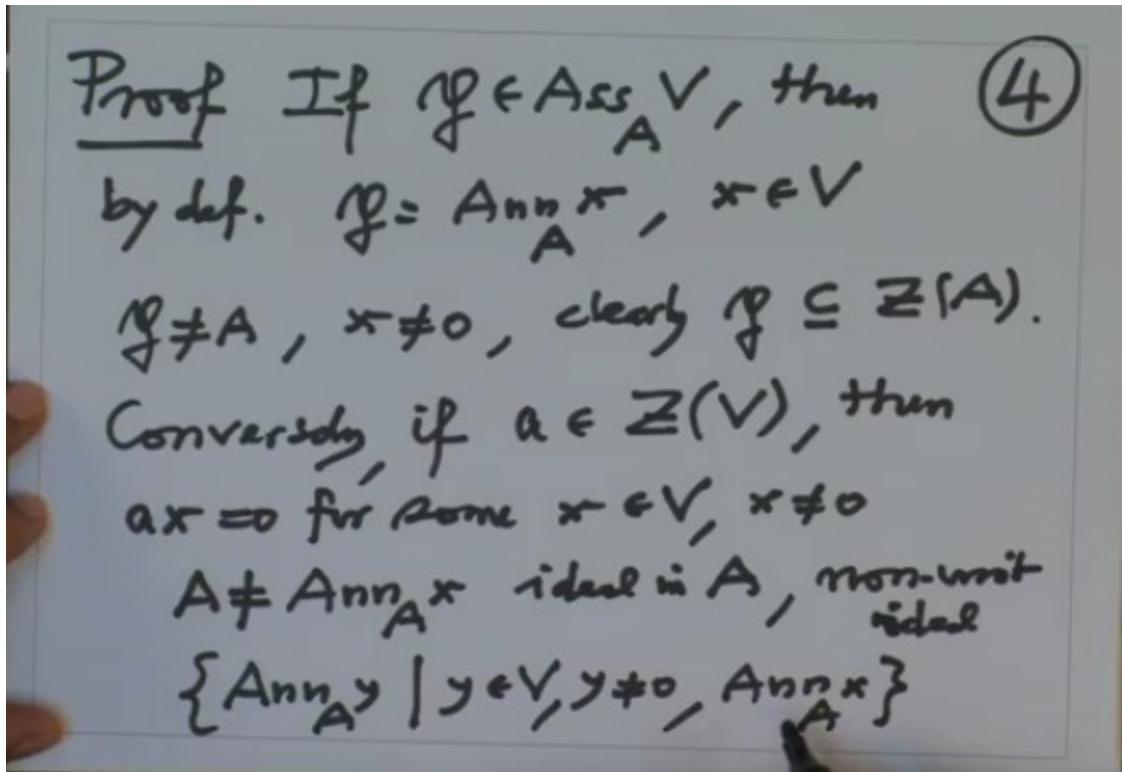 Proof If 𝔭 ∈ Ass_A V, then ④
by def. 𝔭 = Ann_A x, x ∈ V
𝔭 ≠ A, x ≠ 0, clearly 𝔭 ⊆ Z(A).
Conversely, if a ∈ Z(V), then
ax = 0 for some x ∈ V, x ≠ 0
A ≠ Ann_A x ideal in A, non-unit
ideal
{Ann_A y | y ∈ V, y ≠ 0, Ann_A x}